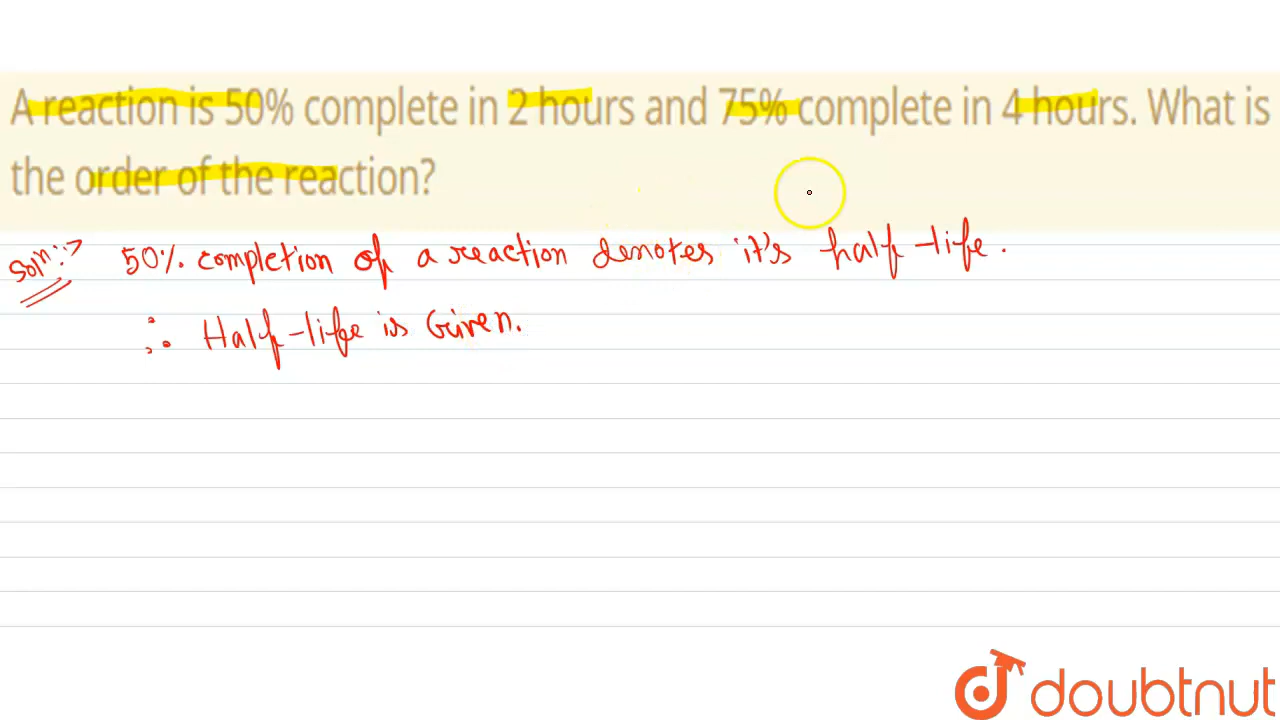 A reaction is 50% complete in 2 hours and 75% complete in 4 hours. What is
the order of the reaction?
Soln:-> 50% completion of a reaction denotes it's half-life.
∴ Half-life is Given.
doubtnut